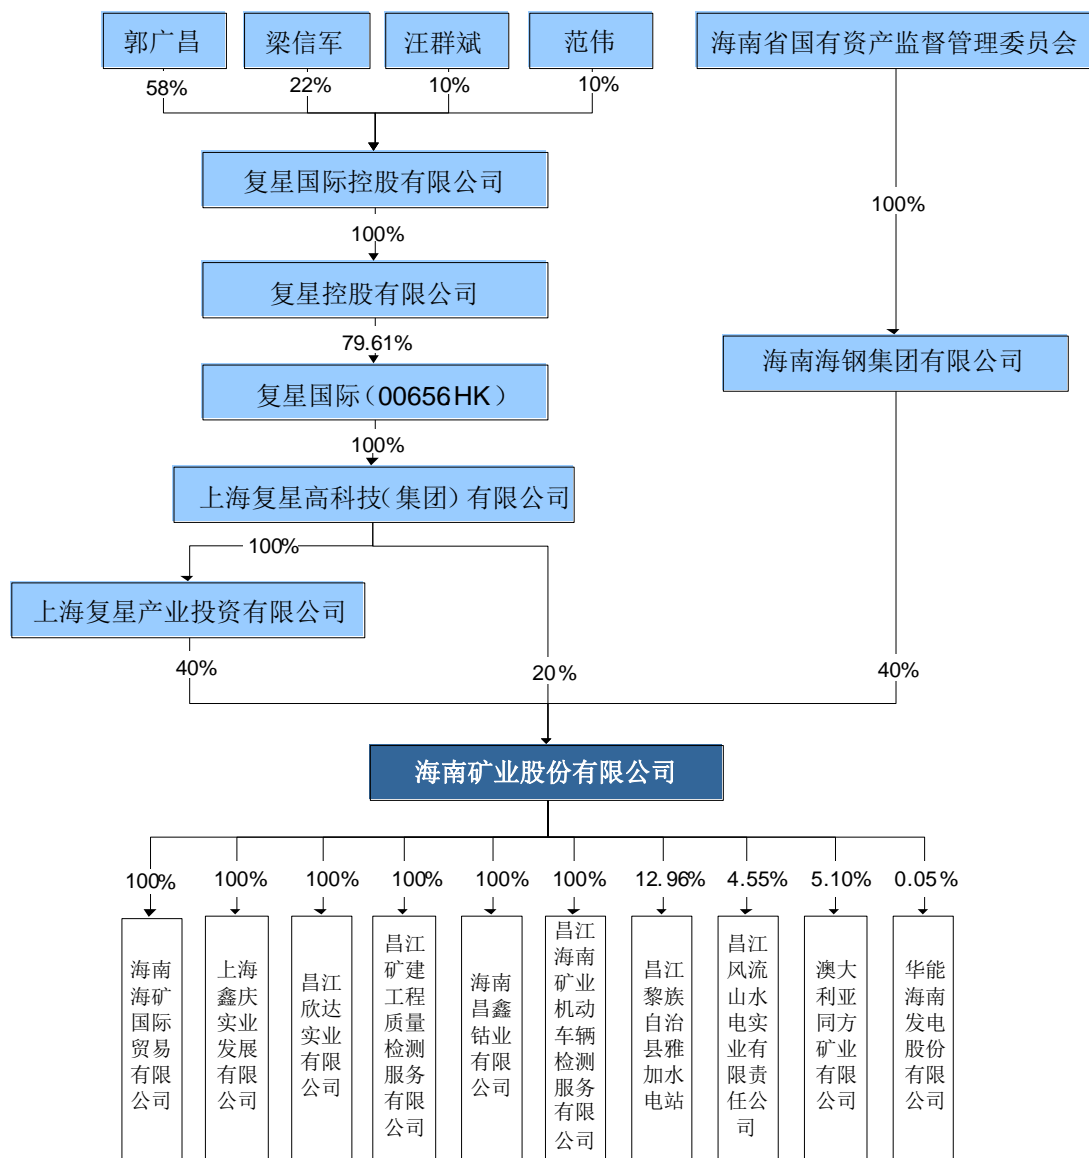 郭广昌
梁信军
汪群斌
范伟
海南省国有资产监督管理委员会
58%
22%
10%
10%
复星国际控股有限公司
100%
100%
复星控股有限公司
79.61%
海南海钢集团有限公司
复星国际（00656HK）
100%
上海复星高科技（集团）有限公司
100%
上海复星产业投资有限公司
40%
20%
40%
海南矿业股份有限公司
100%
100%
100%
100%
100%
100%
12.96%
4.55%
5.10%
0.05%
海南
海矿
国际
贸易
有限
公司
上海
鑫庆
实业
发展
有限
公司
昌江
欣达
实业
有限
公司
昌江
矿建
工程
质量
检测
服务
有限
公司
海南
昌鑫
钴业
有限
公司
昌江
海南
矿业
机动
车辆
检测
服务
有限
公司
昌江
黎族
自治
县雅
加水
电站
昌江
风流
山水
电实
业有
限责
任公
司
澳大
利亚
同方
矿业
有限
公司
华能
海南
发电
股份
有限
公司